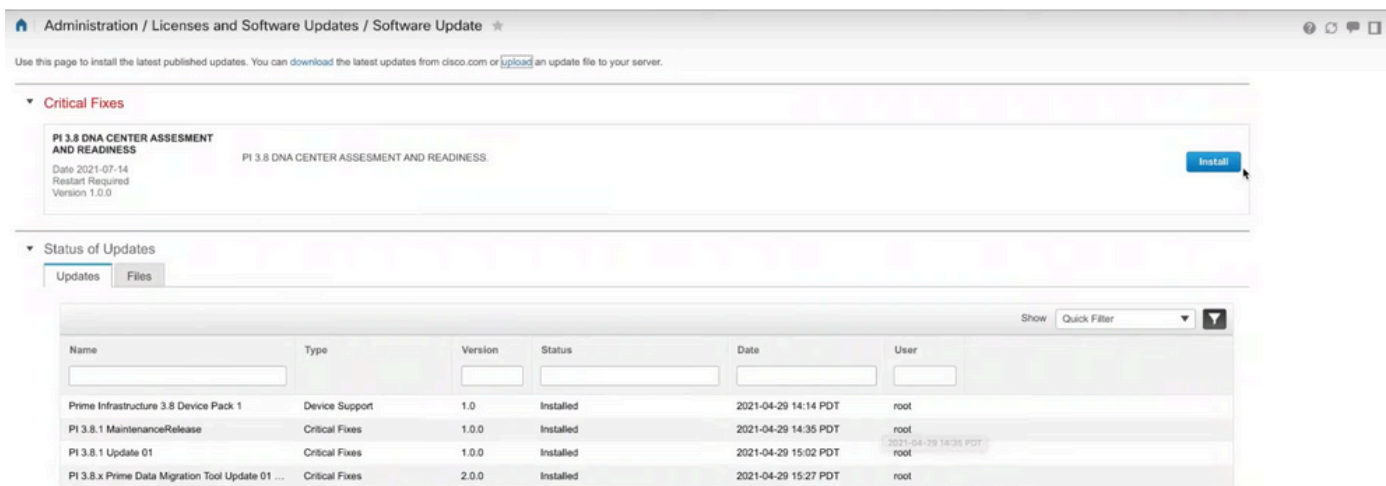 Administration / Licenses and Software Updates / Software Update
Use this page to install the latest published updates. You can download the latest updates from cisco.com or upload an update file to your server.
Critical Fixes
PI 3.8 DNA CENTER ASSESMENT
AND READINESS
PI 3.8 DNA CENTER ASSESMENT AND READINESS.
Date 2021-07-14
Restart Required
Version 1.0.0
Install
Status of Updates
Updates Files
Show Quick Filter
Name Type Version Status Date User
Prime Infrastructure 3.8 Device Pack 1 Device Support 1.0 Installed 2021-04-29 14:14 PDT root
PI 3.8.1 MaintenanceRelease Critical Fixes 1.0.0 Installed 2021-04-29 14:35 PDT root
2021-04-29 14:35 PDT
PI 3.8.1 Update 01 Critical Fixes 1.0.0 Installed 2021-04-29 15:02 PDT root
PI 3.8.x Prime Data Migration Tool Update 01 ... Critical Fixes 2.0.0 Installed 2021-04-29 15:27 PDT root